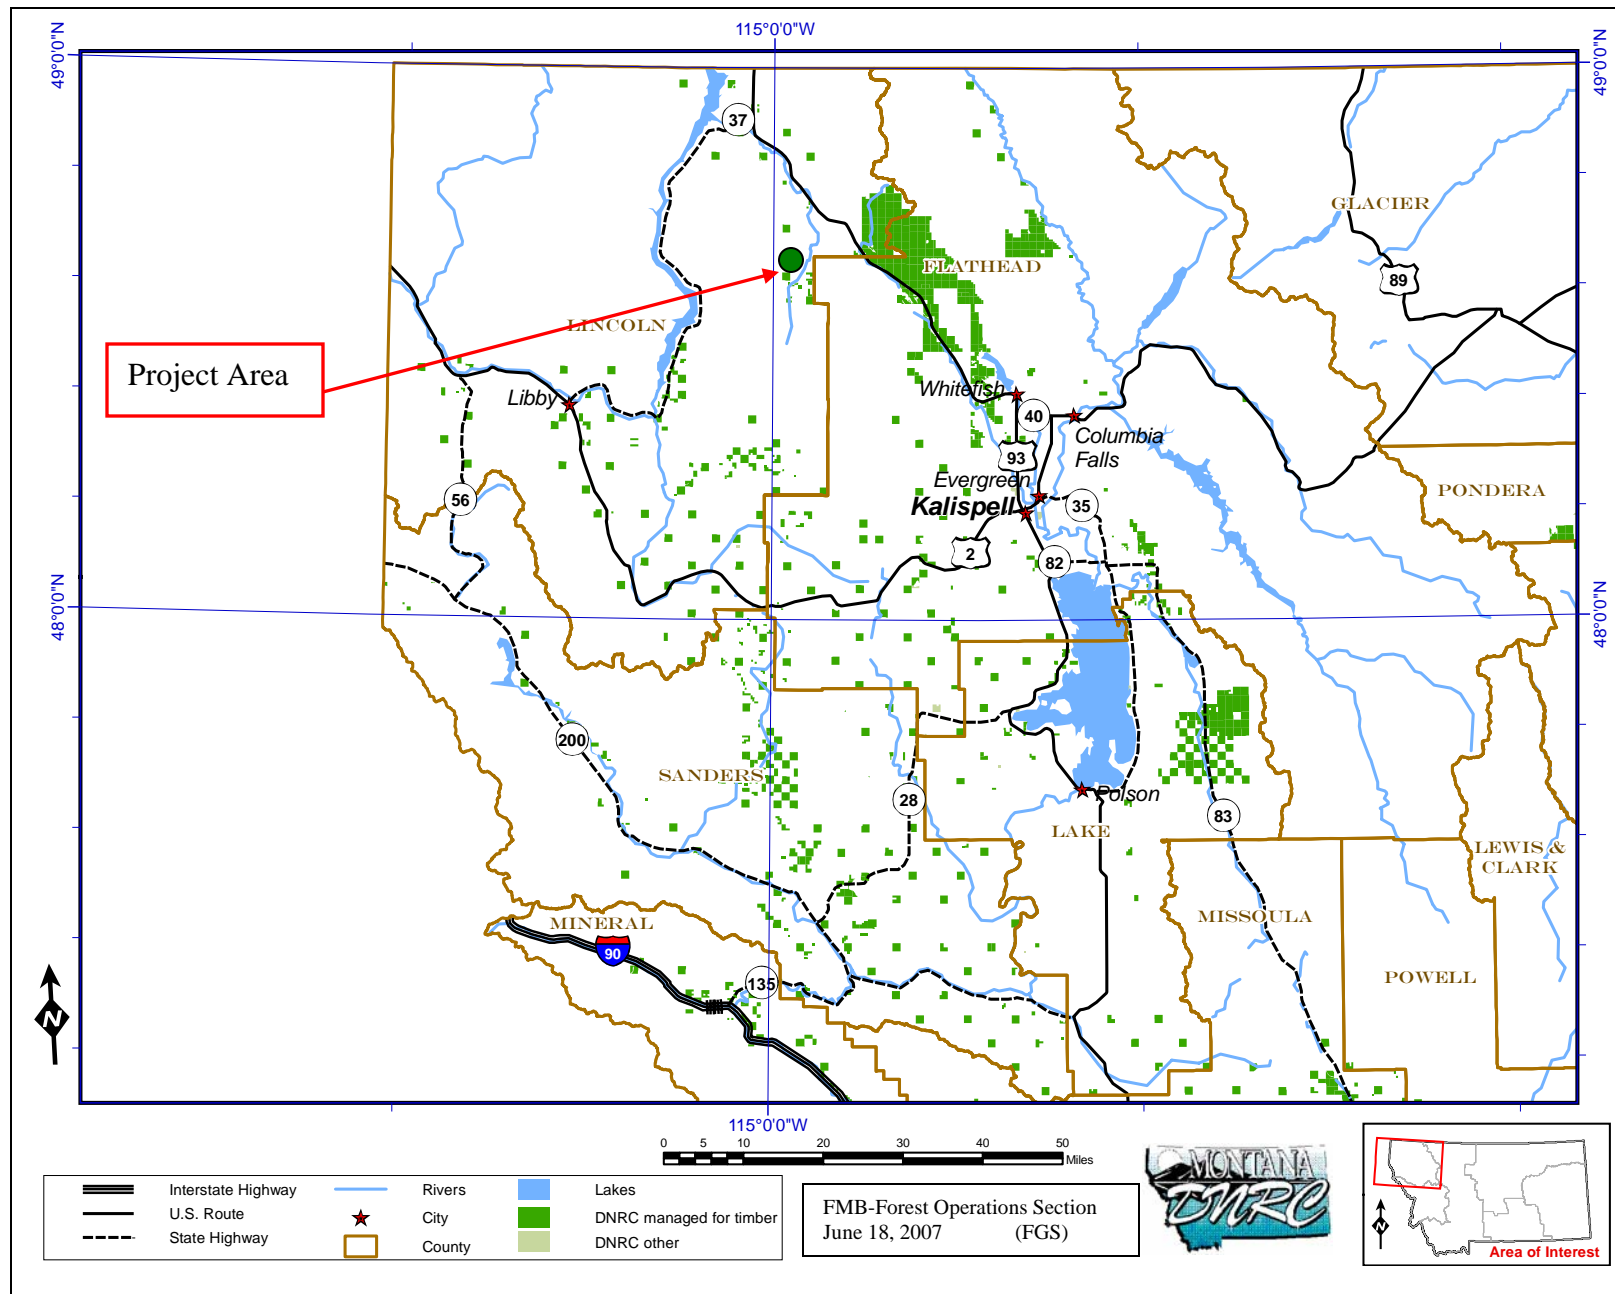 115°0'0"W
49°0'0"N
49°0'0"N
37
GLACIER
FLATHEAD
89
LINCOLN
Project Area
Whitefish
Libby
40
Columbia
Falls
93
Evergreen
Kalispell
35
56
PONDERA
2
82
48°0'0"N
48°0'0"N
200
SANDERS
28
Polson
83
LAKE
LEWIS &
CLARK
MINERAL
MISSOULA
90
POWELL
135
N
115°0'0"W
0 5 10 20 30 40 50
Miles
Interstate Highway
U.S. Route
State Highway
Rivers
City
County
Lakes
DNRC managed for timber
DNRC other
FMB-Forest Operations Section
June 18, 2007 (FGS)
MONTANA
DNRC
N
Area of Interest